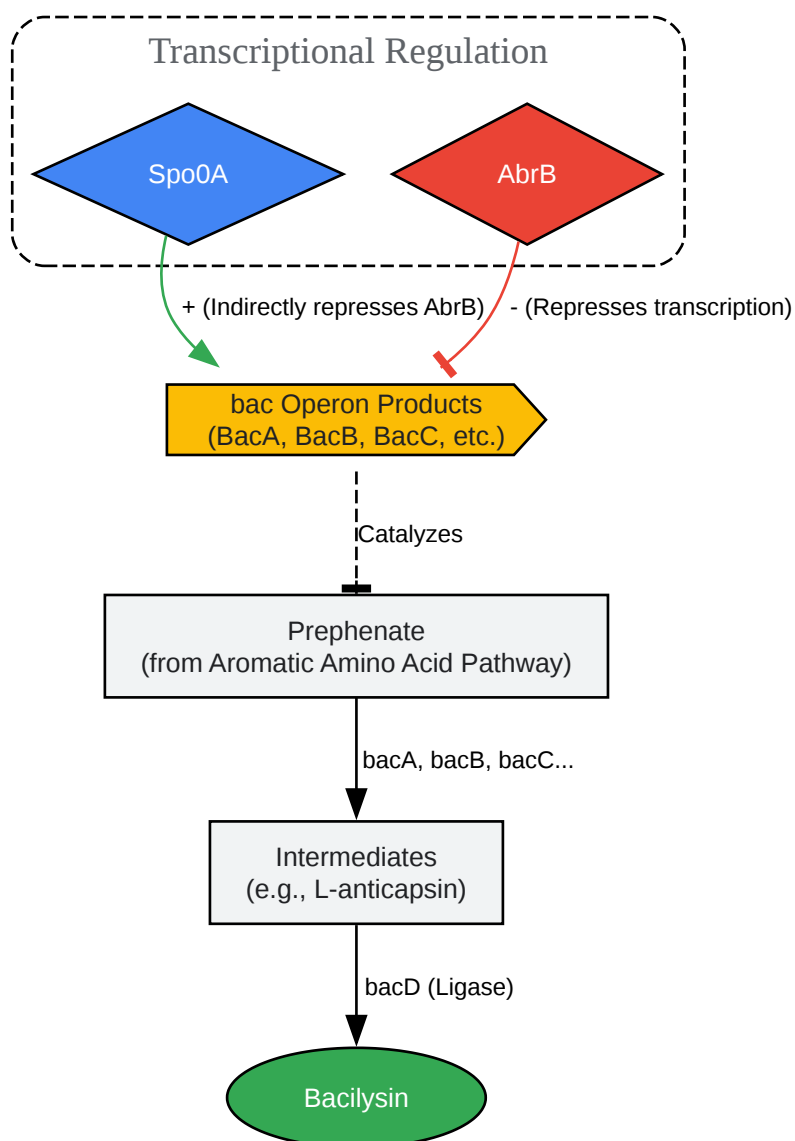 Transcriptional Regulation
Spo0A
AbrB
+ (Indirectly represses AbrB)
- (Represses transcription)
bac Operon Products
(BacA, BacB, BacC, etc.)
Catalyzes
Prephenate
(from Aromatic Amino Acid Pathway)
bacA, bacB, bacC...
Intermediates
(e.g., L-anticapsin)
bacD (Ligase)
Bacilysin